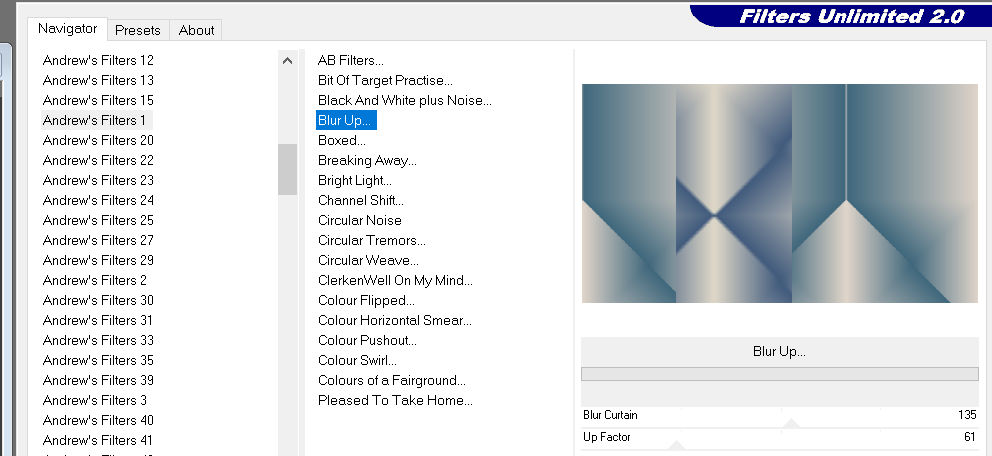 Filters Unlimited 2.0
Navigator
Presets
About
Andrew's Filters 12
Andrew's Filters 13
Andrew's Filters 15
Andrew's Filters 1
Andrew's Filters 20
Andrew's Filters 22
Andrew's Filters 23
Andrew's Filters 24
Andrew's Filters 25
Andrew's Filters 27
Andrew's Filters 29
Andrew's Filters 2
Andrew's Filters 30
Andrew's Filters 31
Andrew's Filters 33
Andrew's Filters 35
Andrew's Filters 39
Andrew's Filters 3
Andrew's Filters 40
Andrew's Filters 41
AB Filters...
Bit Of Target Practise...
Black And White plus Noise...
Blur Up...
Boxed...
Breaking Away...
Bright Light...
Channel Shift...
Circular Noise
Circular Tremors...
Circular Weave...
ClerkenWell On My Mind...
Colour Flipped...
Colour Horizontal Smear...
Colour Pushout...
Colour Swirl...
Colours of a Fairground...
Pleased To Take Home...
Blur Up...
Blur Curtain 135
Up Factor 61